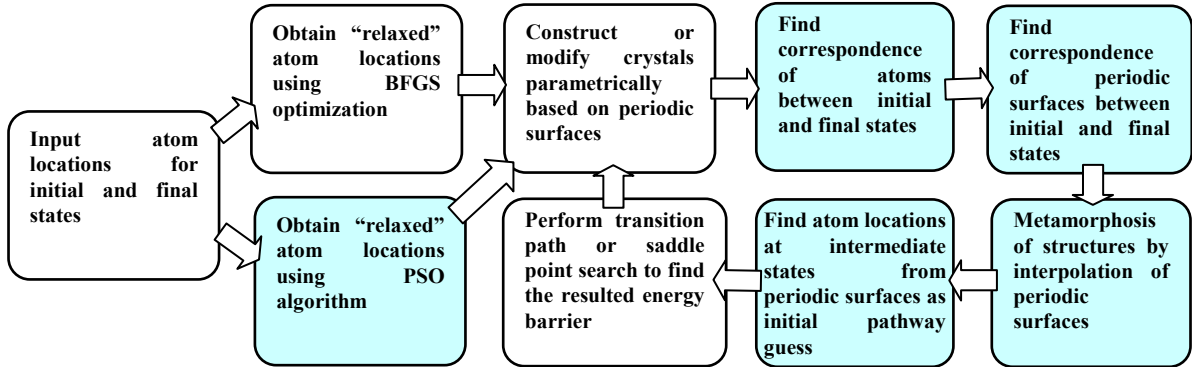 Input atom
locations for
initial and final
states
Obtain “relaxed”
atom locations
using BFGS
optimization
Obtain “relaxed”
atom locations
using PSO
algorithm
Construct or
modify crystals
parametrically
based on periodic
surfaces
Find
correspondence
of atoms
between initial
and final states
Find
correspondence
of periodic
surfaces between
initial and final
states
Metamorphosis
of structures by
interpolation of
periodic
surfaces
Find atom locations
at intermediate
states from
periodic surfaces as
initial pathway
guess
Perform transition
path or saddle
point search to find
the resulted energy
barrier